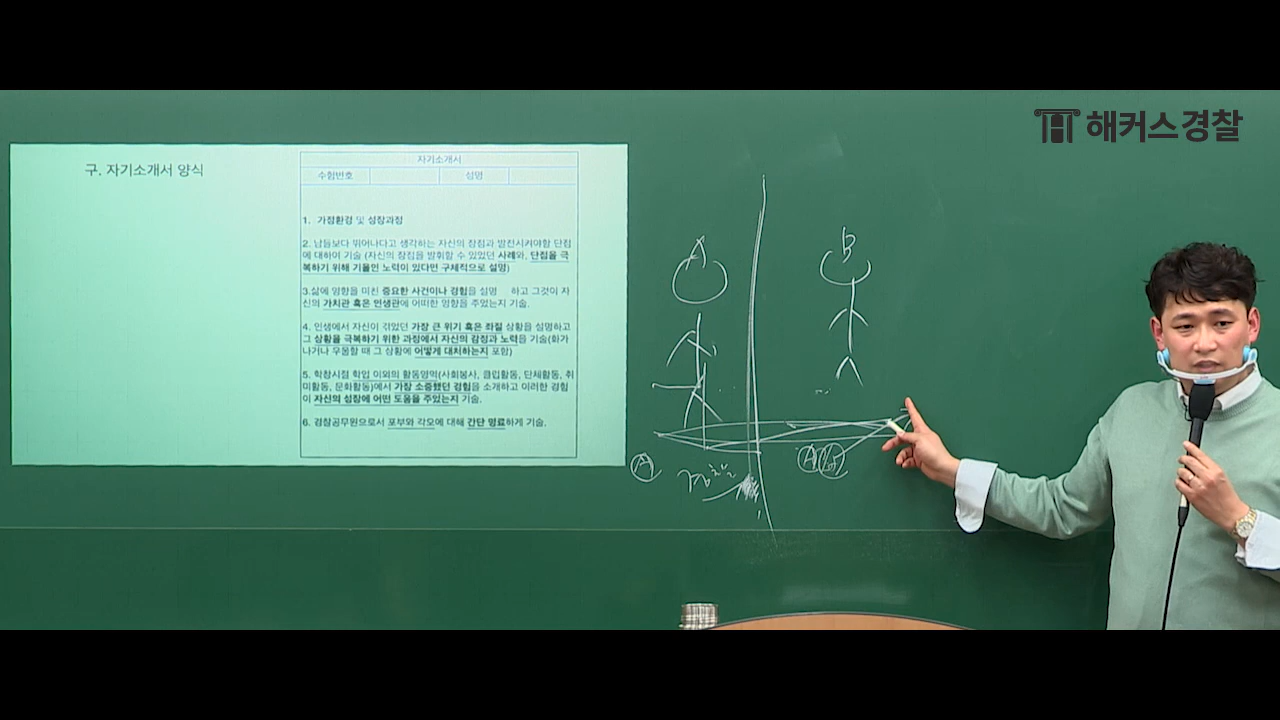 해커스경찰
구. 자기소개서 양식
자기소개서
수험번호 성명
1. 가정환경 및 성장과정
2. 남들보다 뛰어나다고 생각하는 자신의 장점과 발전시켜야할 단점
에 대하여 기술 (자신의 장점을 발휘할 수 있었던 사례와, 단점을 극
복하기 위해 기울인 노력이 있다면 구체적으로 설명)
3.삶에 영향을 미친 중요한 사건이나 경험을 설명 하고 그것이 자
신의 가치관 혹은 인생관에 어떠한 영향을 주었는지 기술.
4. 인생에서 자신이 겪었던 가장 큰 위기 혹은 좌절 상황을 설명하고
그 상황을 극복하기 위한 과정에서 자신의 감정과 노력을 기술(화가
나거나 우울할 때 그 상황에 어떻게 대처하는지 포함)
5. 학창시절 학업 이외의 활동영역(사회봉사, 클럽활동, 단체활동, 취
미활동, 문화활동)에서 가장 소중했던 경험을 소개하고 이러한 경험
이 자신의 성장에 어떤 도움을 주었는지 기술.
6. 경찰공무원으로서 포부와 각오에 대해 간단 명료하게 기술.
A
B
A
A
경찰